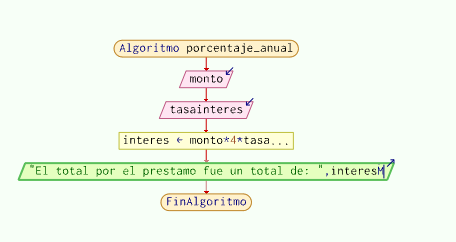 Algoritmo porcentaje_anual
monto
tasainteres
interes ← monto*4*tasa...
"El total por el prestamo fue un total de: ",interesM
FinAlgoritmo